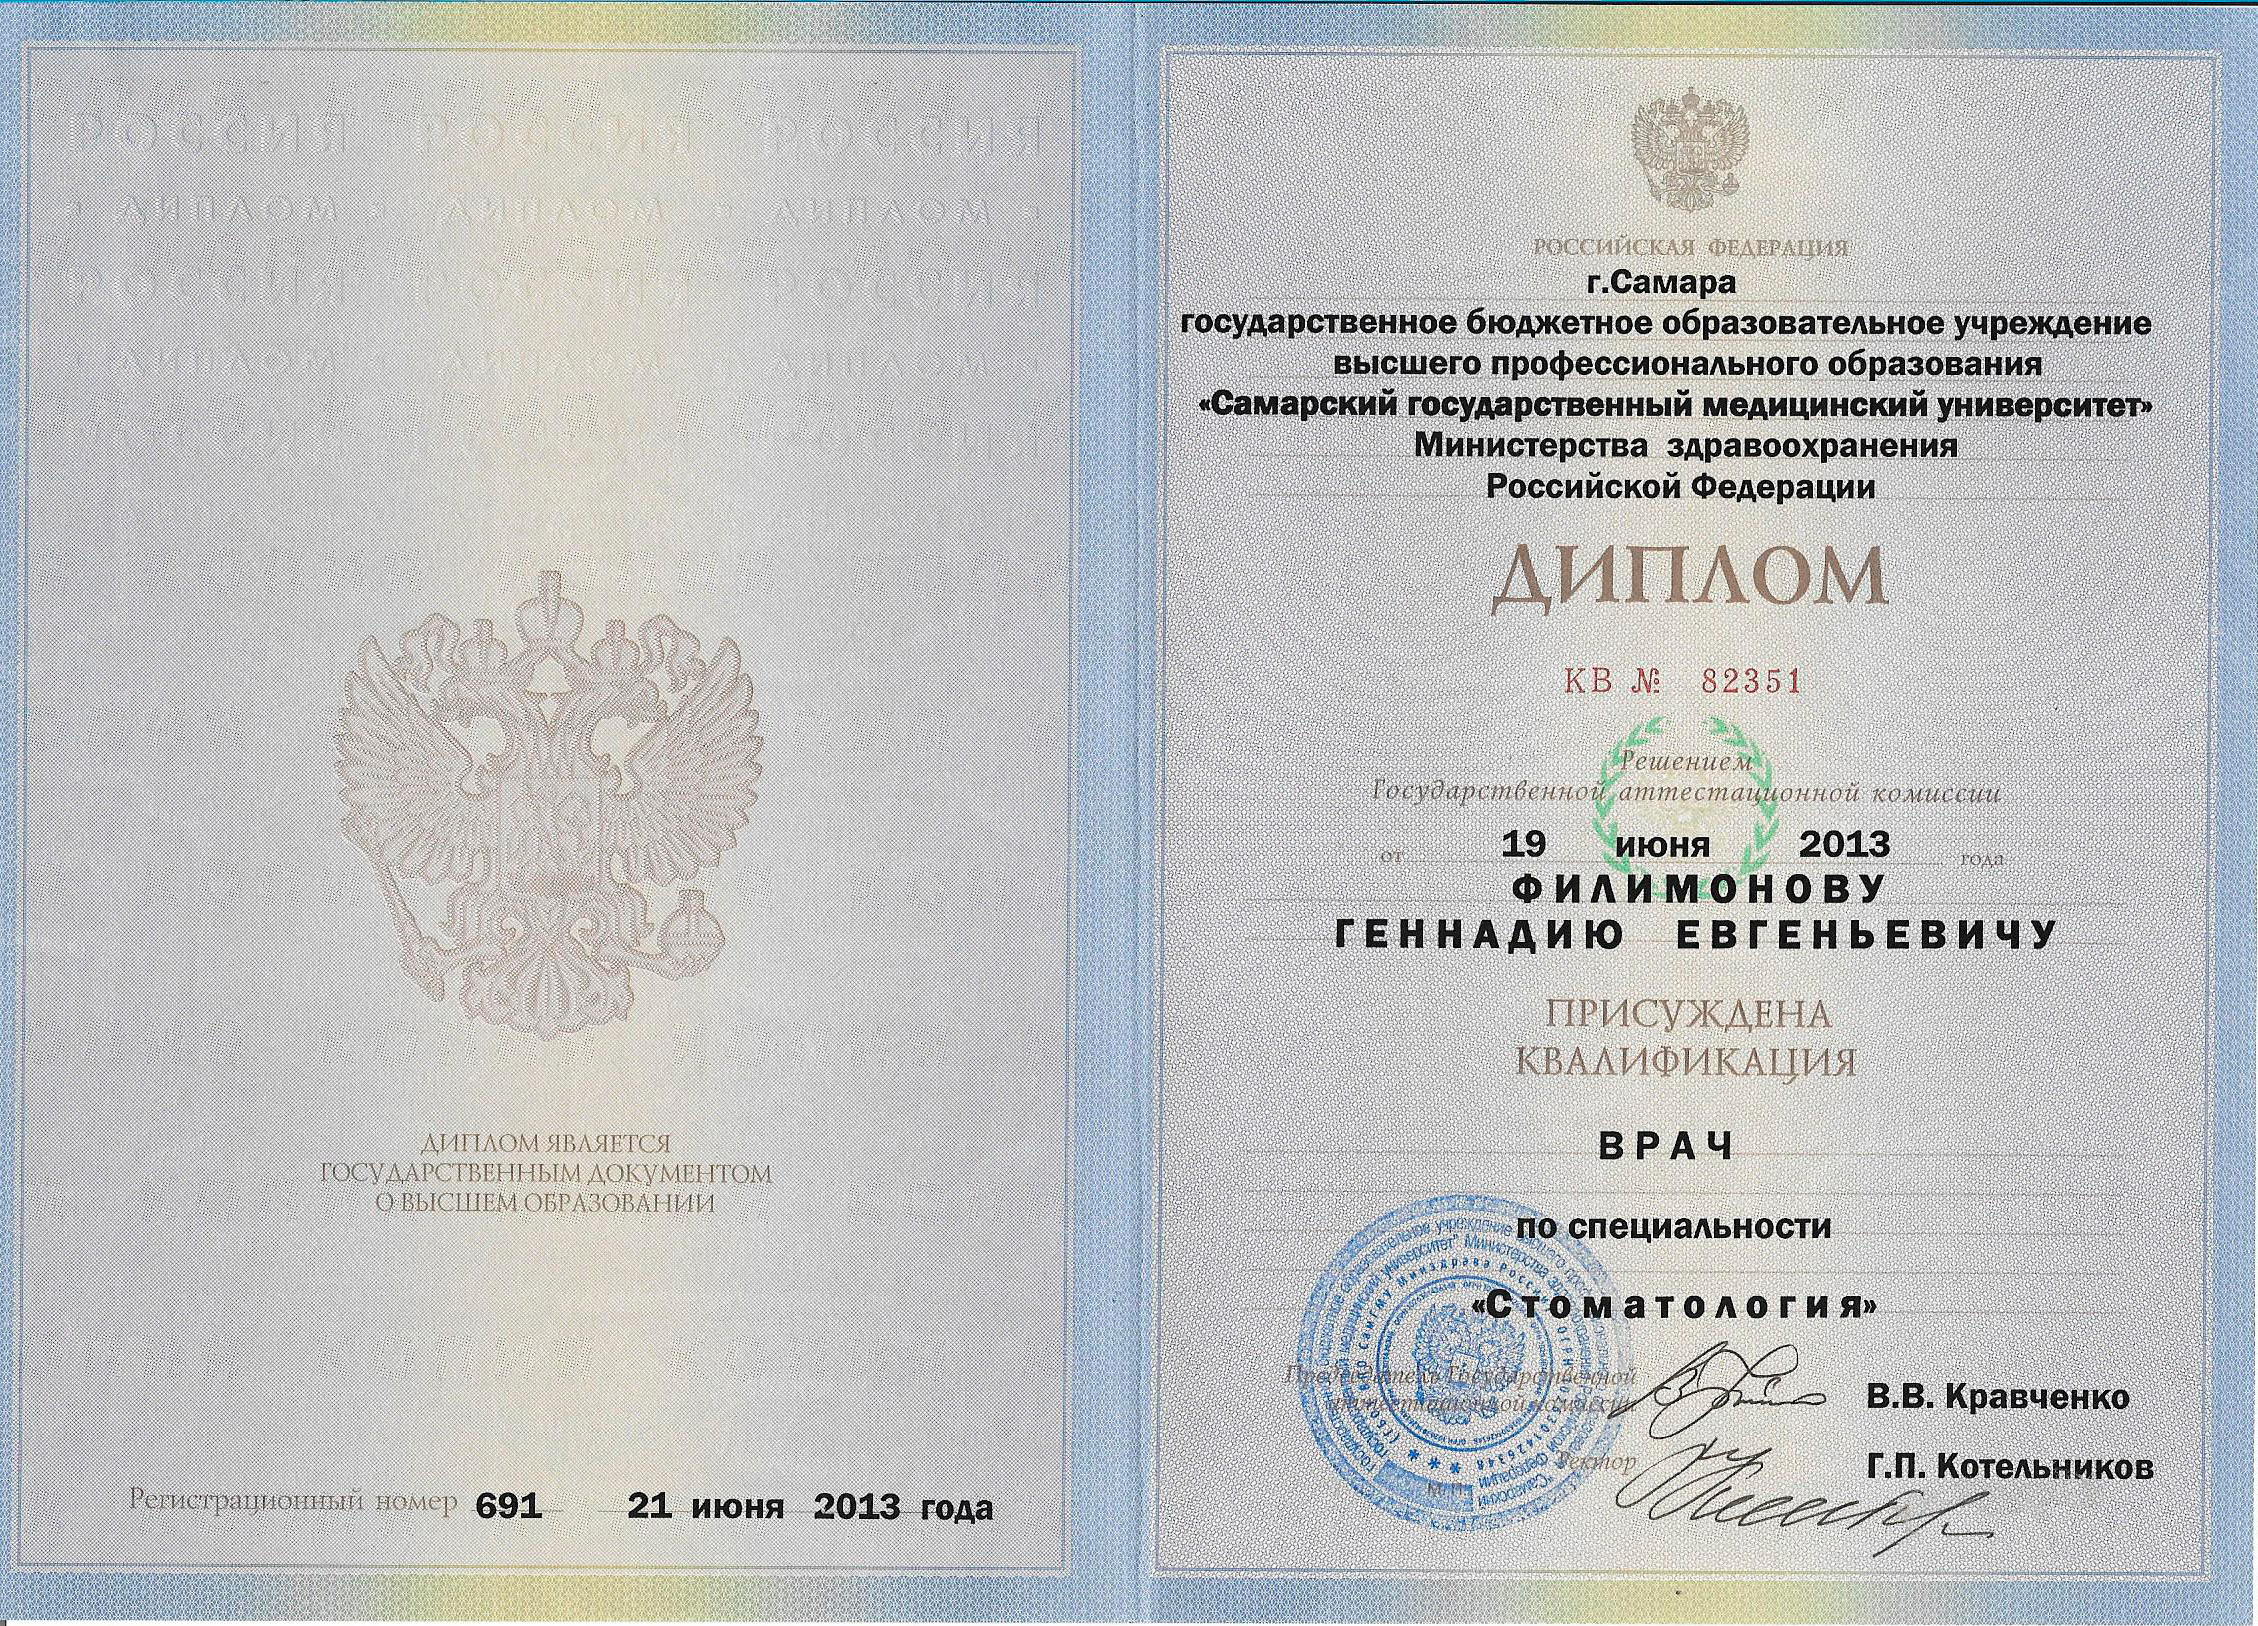 РОССИЯ РОССИЯ РОССИЯ
ДИПЛОМ ЯВЛЯЕТСЯ
ГОСУДАРСТВЕННЫМ ДОКУМЕНТОМ
О ВЫСШЕМ ОБРАЗОВАНИИ
Регистрационный номер 691 21 июня 2013 года
РОССИЙСКАЯ ФЕДЕРАЦИЯ
г.Самара
государственное бюджетное образовательное учреждение
высшего профессионального образования
«Самарский государственный медицинский университет»
Министерства здравоохранения
Российской Федерации
ДИПЛОМ
КВ № 82351
Решением
Государственной аттестационной комиссии
от 19 июня 2013 года
ФИЛИМОНОВУ
ГЕННАДИЮ ЕВГЕНЬЕВИЧУ
ПРИСУЖДЕНА
КВАЛИФИКАЦИЯ
ВРАЧ
по специальности
«Стоматология»
Председатель Государственной
аттестационной комиссии
В.В. Кравченко
Ректор
Г.П. Котельников
М.П.